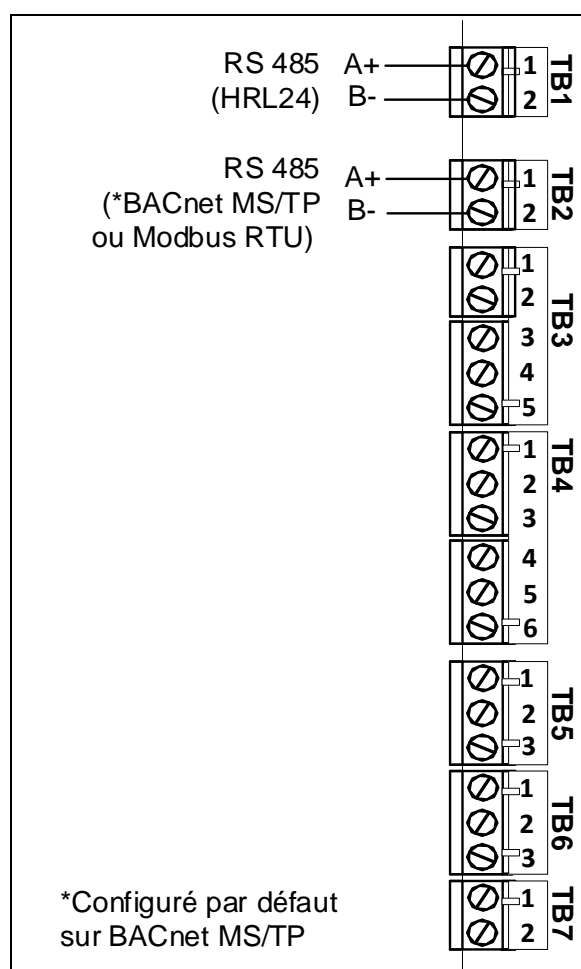 RS 485 A+ 1 TB1
(HRL24) B- 2
RS 485 A+ 1 TB2
(*BACnet MS/TP B- 2
ou Modbus RTU)
1 TB3
2
3
4
5
1 TB4
2
3
4
5
6
1 TB5
2
3
1 TB6
2
3
*Configuré par défaut 1 TB7
sur BACnet MS/TP 2